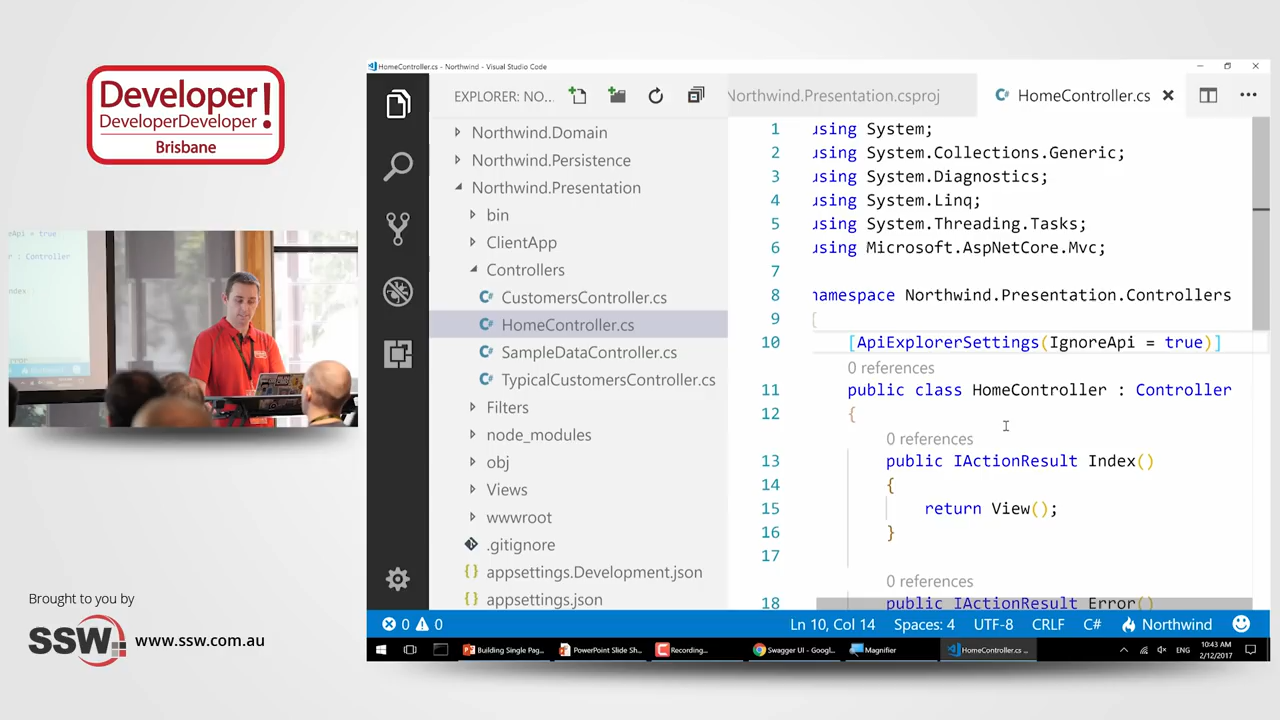 Developer!
DeveloperDeveloper
Brisbane
HomeController.cs - Northwind - Visual Studio Code
EXPLORER: NO...
Northwind.Presentation.csproj
HomeController.cs
Northwind.Domain
Northwind.Persistence
Northwind.Presentation
bin
ClientApp
Controllers
CustomersController.cs
HomeController.cs
SampleDataController.cs
TypicalCustomersController.cs
Filters
node_modules
obj
Views
wwwroot
.gitignore
appsettings.Development.json
appsettings.json
1 using System;
2 using System.Collections.Generic;
3 using System.Diagnostics;
4 using System.Linq;
5 using System.Threading.Tasks;
6 using Microsoft.AspNetCore.Mvc;
7
8 namespace Northwind.Presentation.Controllers
9 {
10 [ApiExplorerSettings(IgnoreApi = true)]
0 references
11 public class HomeController : Controller
12 {
0 references
13 public IActionResult Index()
14 {
15 return View();
16 }
17
0 references
18 public IActionResult Error()
0 0 Ln 10, Col 14 Spaces: 4 UTF-8 CRLF C# Northwind
Building Single Pag... PowerPoint Slide Sh... Recording... Swagger UI - Googl... Magnifier HomeController.cs ... ENG 10:43 AM
2/12/2017
Brought to you by
SSW www.ssw.com.au